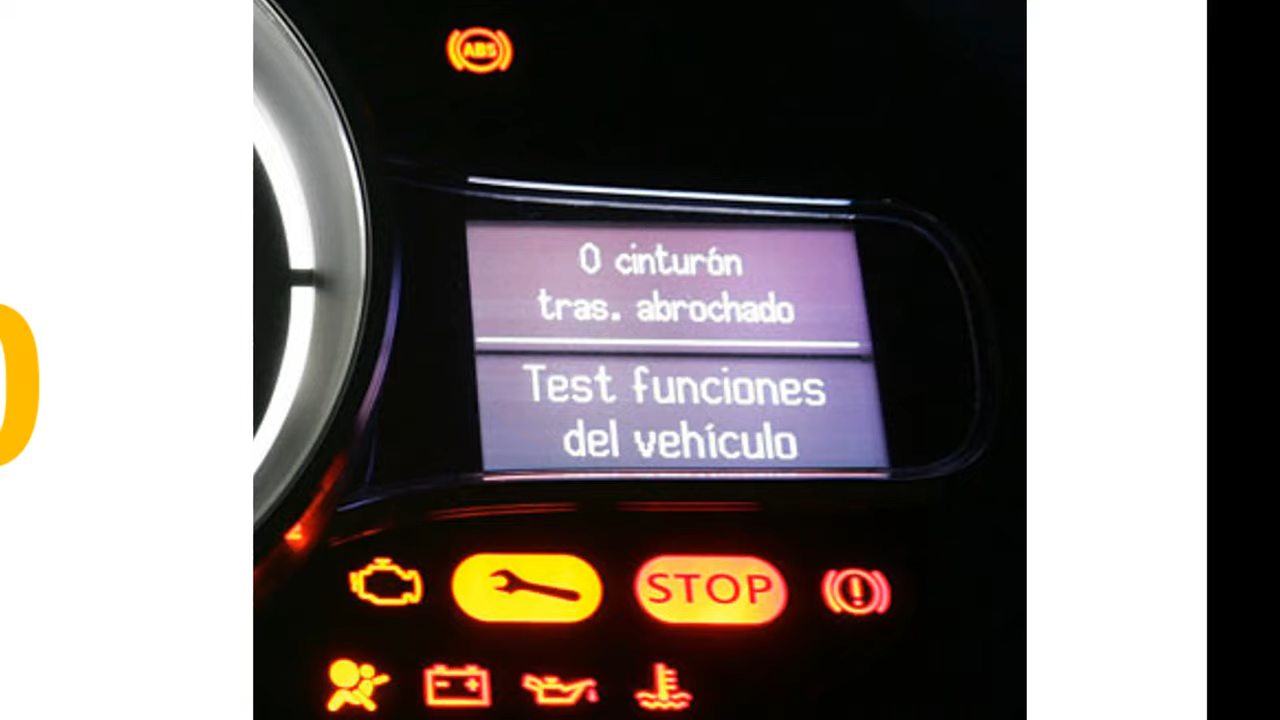 ABS
0 cinturón
tras. abrochado
Test funciones
del vehículo
STOP